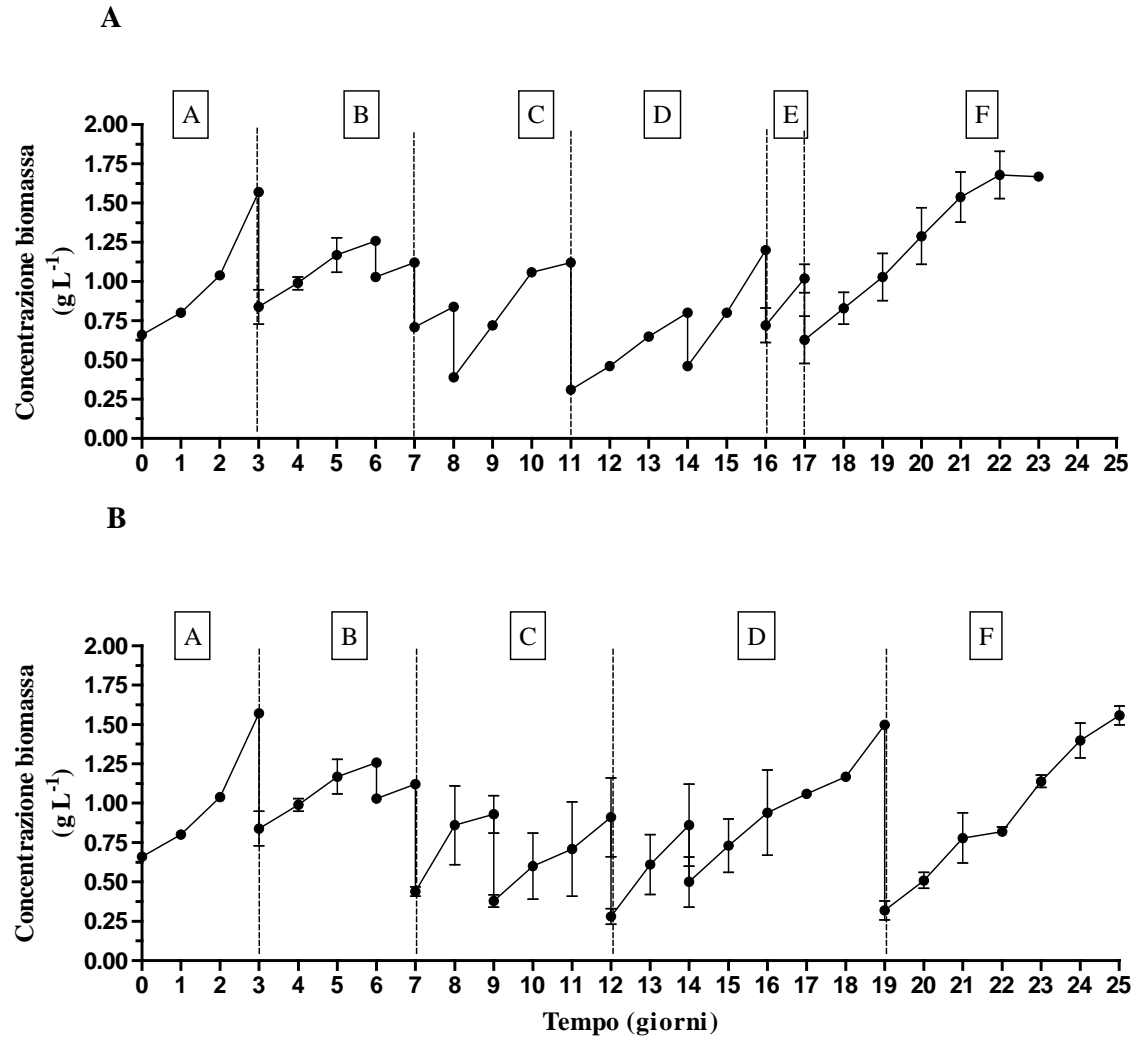 A
A B C D E F
2.00
1.75
1.50
1.25
1.00
0.75
0.50
0.25
0.00
Concentrazione biomassa
(g L-1)
0 1 2 3 4 5 6 7 8 9 10 11 12 13 14 15 16 17 18 19 20 21 22 23 24 25
B
A B C D F
2.00
1.75
1.50
1.25
1.00
0.75
0.50
0.25
0.00
Concentrazione biomassa
(g L-1)
0 1 2 3 4 5 6 7 8 9 10 11 12 13 14 15 16 17 18 19 20 21 22 23 24 25
Tempo (giorni)